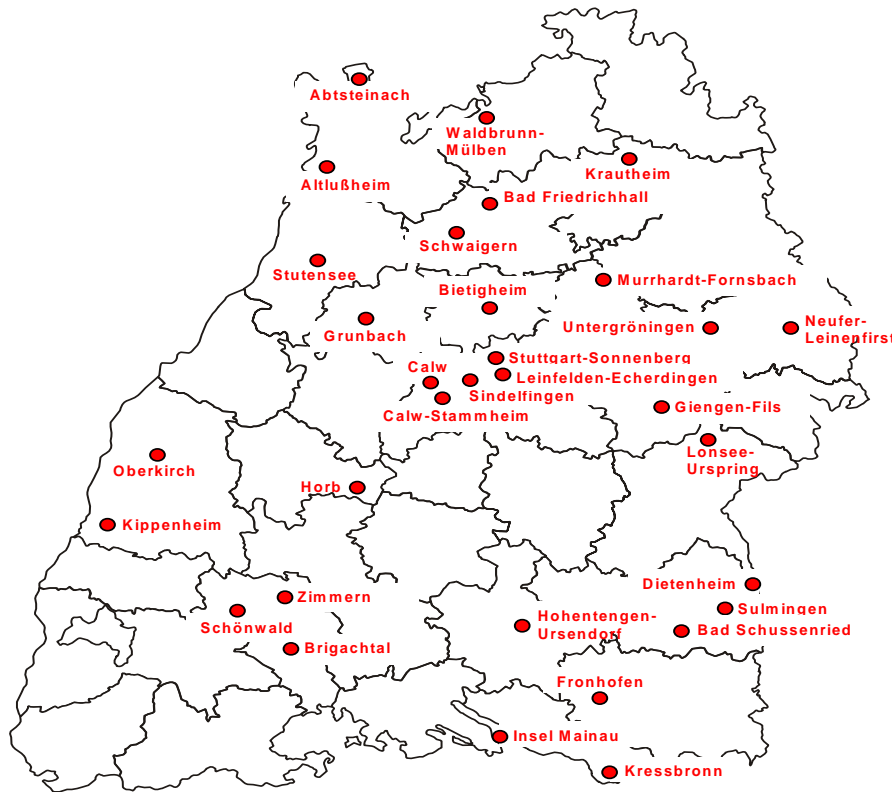 Abtsteinach
Waldbrunn-
Mülben
Krautheim
Altlußheim
Bad Friedrichhall
Schwaigern
Stutensee
Murrhardt-Fornsbach
Bietigheim
Grunbach
Untergröningen
Neufer-
Leinenfirst
Stuttgart-Sonnenberg
Calw
Leinfelden-Echerdingen
Sindelfingen
Calw-Stammheim
Giengen-Fils
Lonsee-
Urspring
Oberkirch
Horb
Kippenheim
Dietenheim
Zimmern
Sulmingen
Schönwald
Hohentengen-
Ursendorf
Bad Schussenried
Brigachtal
Fronhofen
Insel Mainau
Kressbronn